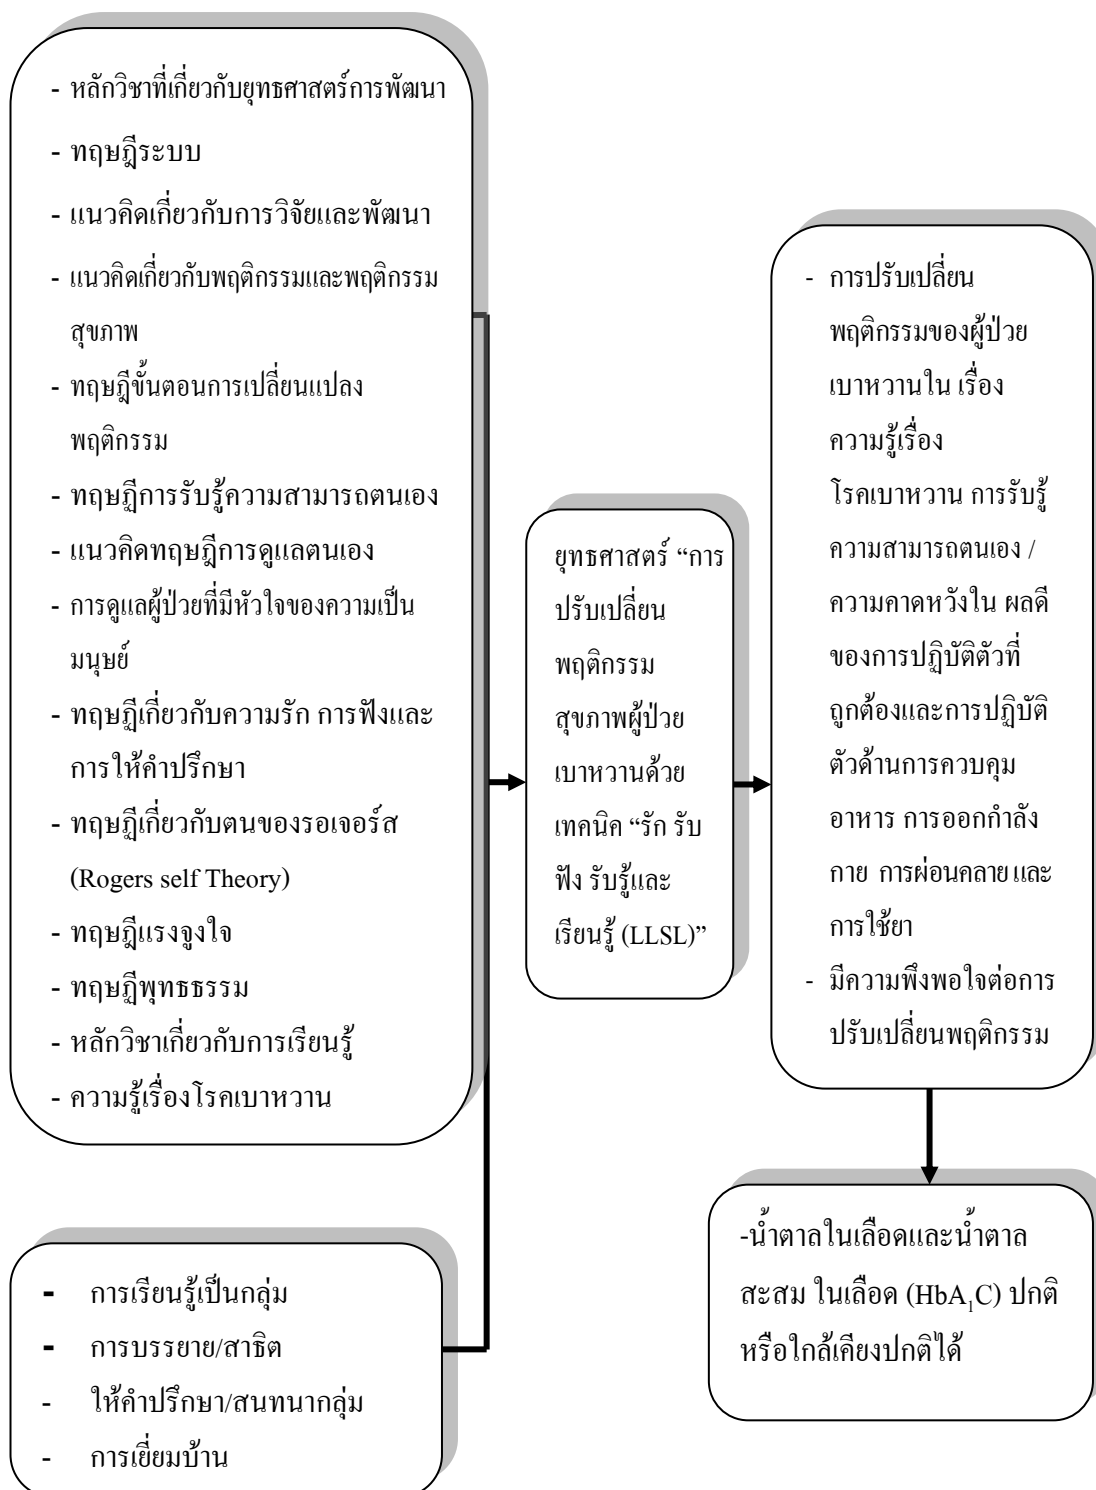 - หลักวิชาที่เกี่ยวกับยุทธศาสตร์การพัฒนา
- ทฤษฎีระบบ
- แนวคิดเกี่ยวกับการวิจัยและพัฒนา
- แนวคิดเกี่ยวกับพฤติกรรมและพฤติกรรม
สุขภาพ
- ทฤษฎีขั้นตอนการเปลี่ยนแปลง
พฤติกรรม
- ทฤษฎีการรับรู้ความสามารถตนเอง
- แนวคิดทฤษฎีการดูแลตนเอง
- การดูแลผู้ป่วยที่มีหัวใจของความเป็น
มนุษย์
- ทฤษฎีเกี่ยวกับความรัก การฟังและ
การให้คำปรึกษา
- ทฤษฎีเกี่ยวกับตนของรอเจอร์ส
(Rogers self Theory)
- ทฤษฎีแรงจูงใจ
- ทฤษฎีพุทธธรรม
- หลักวิชาเกี่ยวกับการเรียนรู้
- ความรู้เรื่องโรคเบาหวาน
- การเรียนรู้เป็นกลุ่ม
- การบรรยาย/สาธิต
- ให้คำปรึกษา/สนทนากลุ่ม
- การเยี่ยมบ้าน
ยุทธศาสตร์ “การ
ปรับเปลี่ยน
พฤติกรรม
สุขภาพผู้ป่วย
เบาหวานด้วย
เทคนิค “รัก รับ
ฟัง รับรู้และ
เรียนรู้ (LLSL)”
- การปรับเปลี่ยน
พฤติกรรมของผู้ป่วย
เบาหวานใน เรื่อง
ความรู้เรื่อง
โรคเบาหวาน การรับรู้
ความสามารถตนเอง /
ความคาดหวังใน ผลดี
ของการปฏิบัติตัวที่
ถูกต้องและการปฏิบัติ
ตัวด้านการควบคุม
อาหาร การออกกำลัง
กาย การผ่อนคลาย และ
การใช้ยา
- มีความพึงพอใจต่อการ
ปรับเปลี่ยนพฤติกรรม
-น้ำตาลในเลือดและน้ำตาล
สะสม ในเลือด (HbA₁C) ปกติ
หรือใกล้เคียงปกติได้